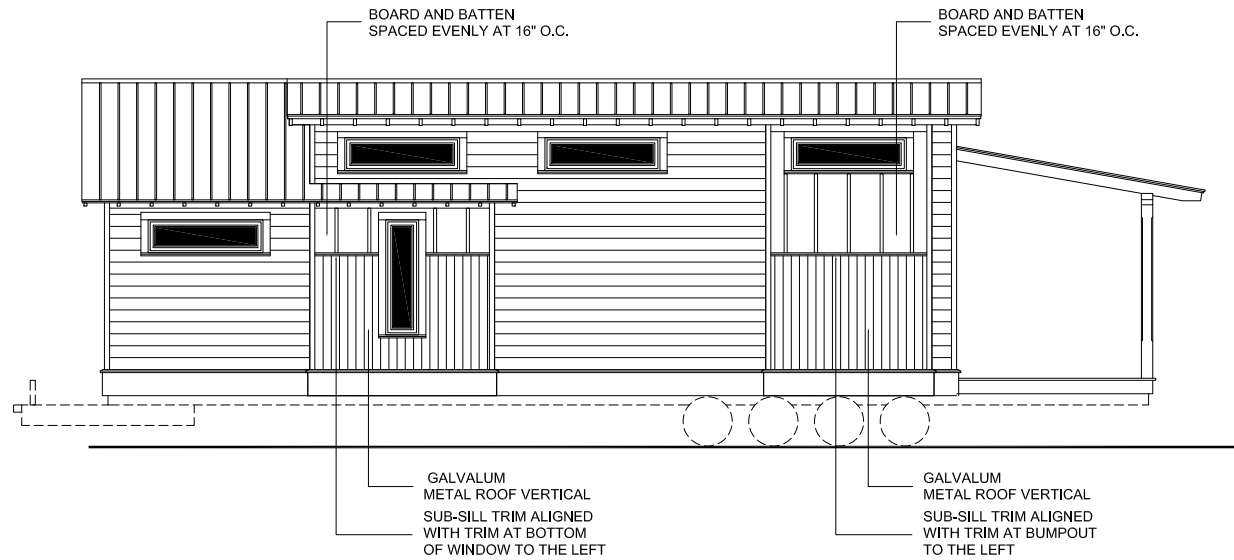 BOARD AND BATTEN
SPACED EVENLY AT 16" O.C.
BOARD AND BATTEN
SPACED EVENLY AT 16" O.C.
GALVALUM
METAL ROOF VERTICAL
SUB-SILL TRIM ALIGNED
WITH TRIM AT BOTTOM
OF WINDOW TO THE LEFT
GALVALUM
METAL ROOF VERTICAL
SUB-SILL TRIM ALIGNED
WITH TRIM AT BUMPOUT
TO THE LEFT